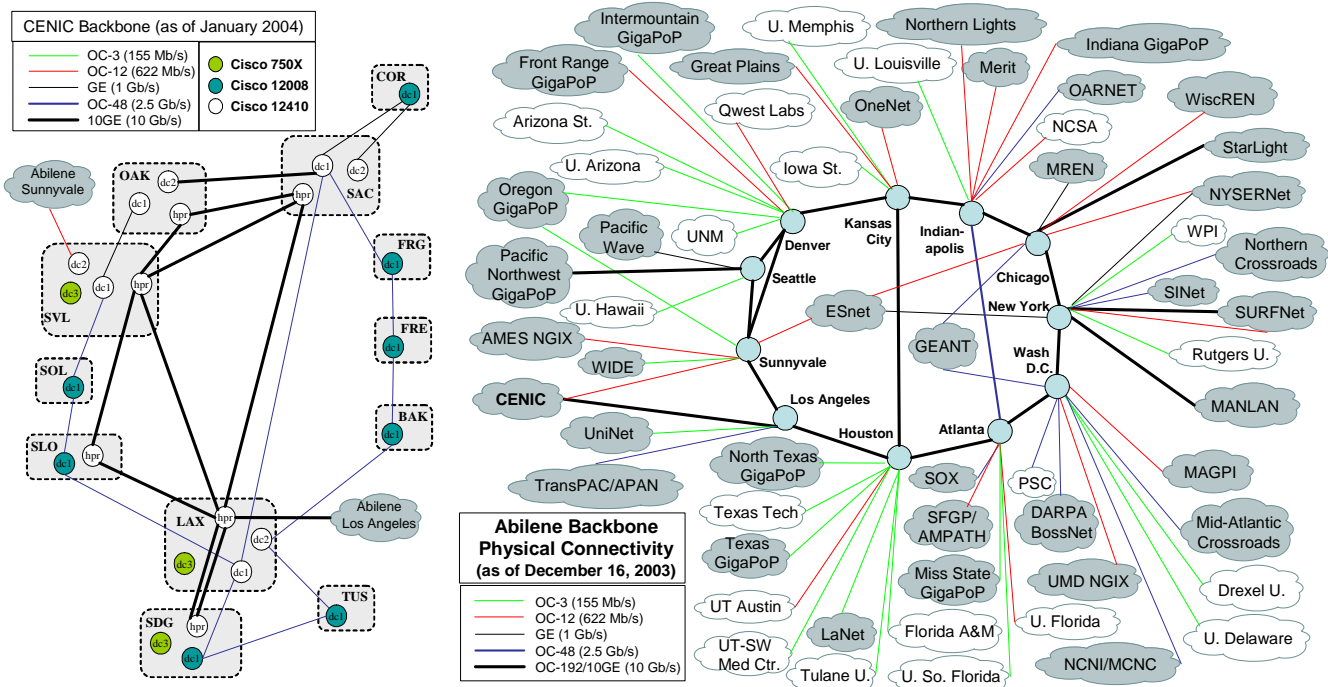 CENIC Backbone (as of January 2004)
OC-3 (155 Mb/s)
OC-12 (622 Mb/s)
GE (1 Gb/s)
OC-48 (2.5 Gb/s)
10GE (10 Gb/s)
Cisco 750X
Cisco 12008
Cisco 12410
COR
dc1
OAK
dc2
dc1
hpr
dc1
dc2
hpr
SAC
Abilene
Sunnyvale
dc2
dc3
dc1
hpr
SVL
FRG
dc1
FRE
dc1
SOL
dc1
BAK
dc1
SLO
dc1
hpr
LAX
hpr
dc2
dc3
dc1
Abilene
Los Angeles
TUS
dc1
SDG
hpr
dc3
dc1
Intermountain
GigaPoP
U. Memphis
Northern Lights
Indiana GigaPoP
Front Range
GigaPoP
Great Plains
U. Louisville
Merit
OARNET
WiscREN
Qwest Labs
OneNet
Arizona St.
NCSA
StarLight
U. Arizona
Iowa St.
MREN
Oregon
GigaPoP
NYSERNet
Pacific
Wave
UNM
Denver
Kansas
City
Indian-
apolis
WPI
Northern
Crossroads
Pacific
Northwest
GigaPoP
Seattle
Chicago
SINet
U. Hawaii
ESnet
New York
SURFNet
AMES NGIX
WIDE
Sunnyvale
GEANT
Wash
D.C.
Rutgers U.
CENIC
Los Angeles
MANLAN
UniNet
Houston
Atlanta
North Texas
GigaPoP
SOX
PSC
MAGPI
TransPAC/APAN
Texas Tech
SFGP/
AMPATH
DARPA
BossNet
Mid-Atlantic
Crossroads
Abilene Backbone
Physical Connectivity
(as of December 16, 2003)
OC-3 (155 Mb/s)
OC-12 (622 Mb/s)
GE (1 Gb/s)
OC-48 (2.5 Gb/s)
OC-192/10GE (10 Gb/s)
Texas
GigaPoP
Miss State
GigaPoP
UMD NGIX
Drexel U.
UT Austin
LaNet
Florida A&M
U. Florida
U. Delaware
UT-SW
Med Ctr.
Tulane U.
U. So. Florida
NCNI/MCNC